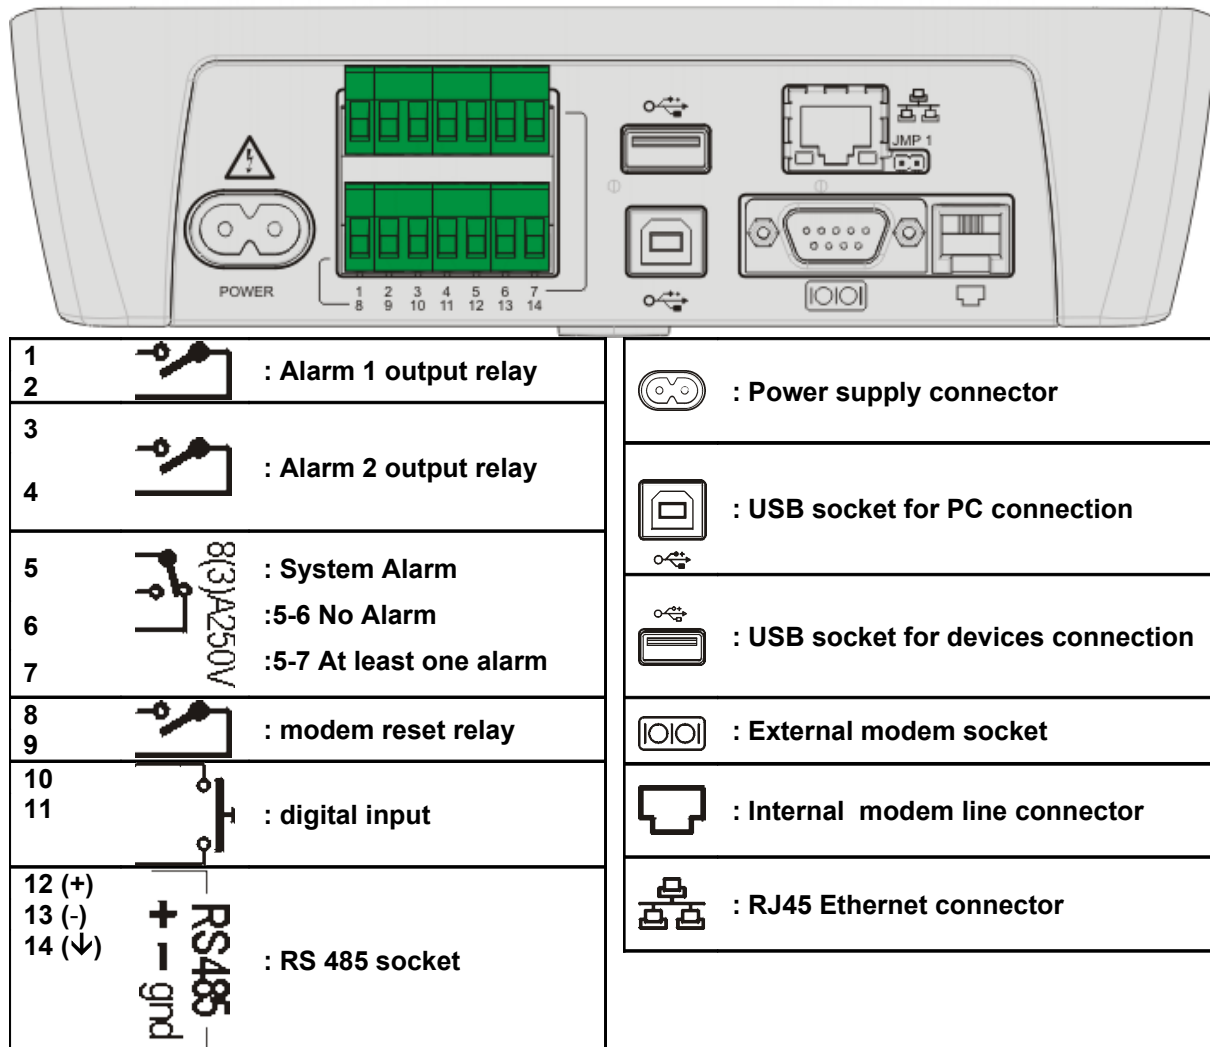 JMP 1
POWER
1 2 3 4 5 6 7
8 9 10 11 12 13 14
|O|O|
1
2
: Alarm 1 output relay
3
4
: Alarm 2 output relay
5
6
7
8(3)A250V
: System Alarm
:5-6 No Alarm
:5-7 At least one alarm
8
9
: modem reset relay
10
11
: digital input
12 (+)
13 (-)
14 (↓)
+ − gnd
RS485
: RS 485 socket
: Power supply connector
: USB socket for PC connection
: USB socket for devices connection
|O|O|
: External modem socket
: Internal  modem line connector
: RJ45 Ethernet connector